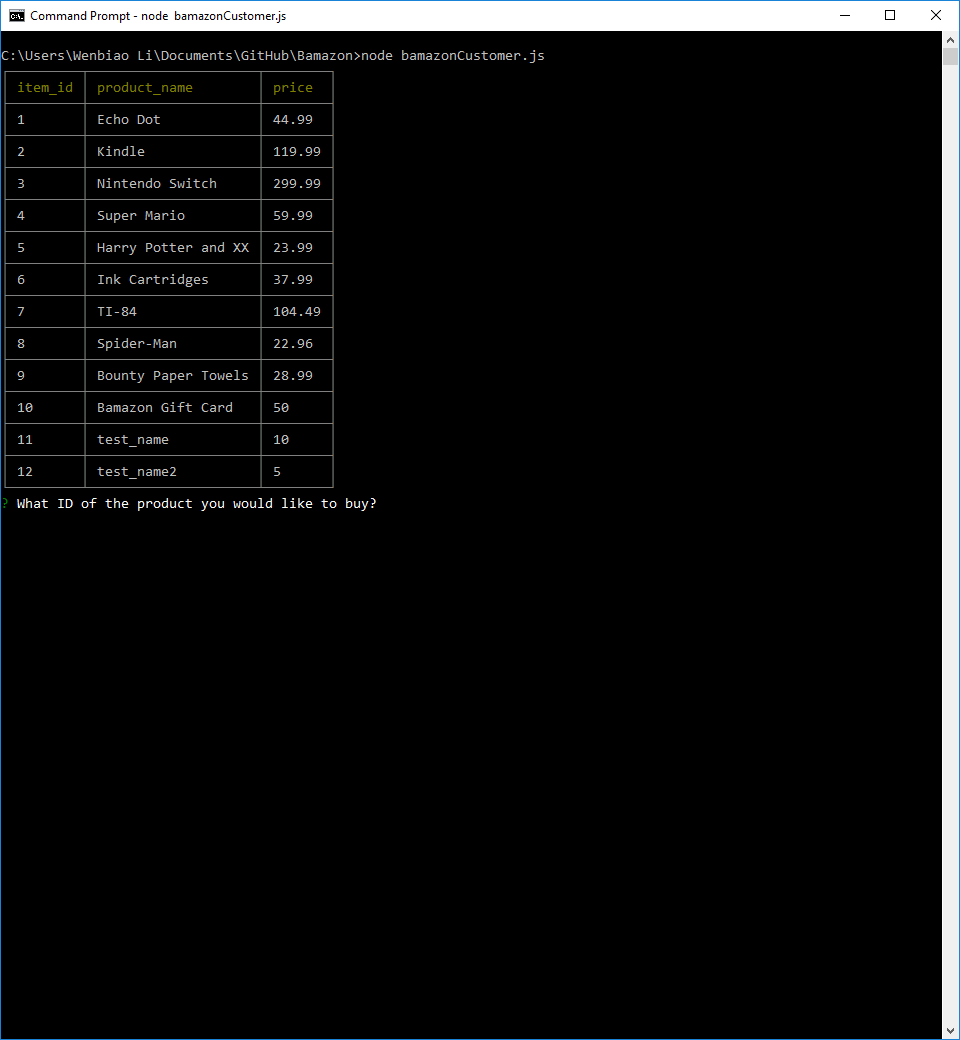 Command Prompt - node  bamazonCustomer.js
C:\Users\Wenbiao Li\Documents\GitHub\Bamazon>node bamazonCustomer.js
item_id product_name price
1 Echo Dot 44.99
2 Kindle 119.99
3 Nintendo Switch 299.99
4 Super Mario 59.99
5 Harry Potter and XX 23.99
6 Ink Cartridges 37.99
7 TI-84 104.49
8 Spider-Man 22.96
9 Bounty Paper Towels 28.99
10 Bamazon Gift Card 50
11 test_name 10
12 test_name2 5
? What ID of the product you would like to buy?